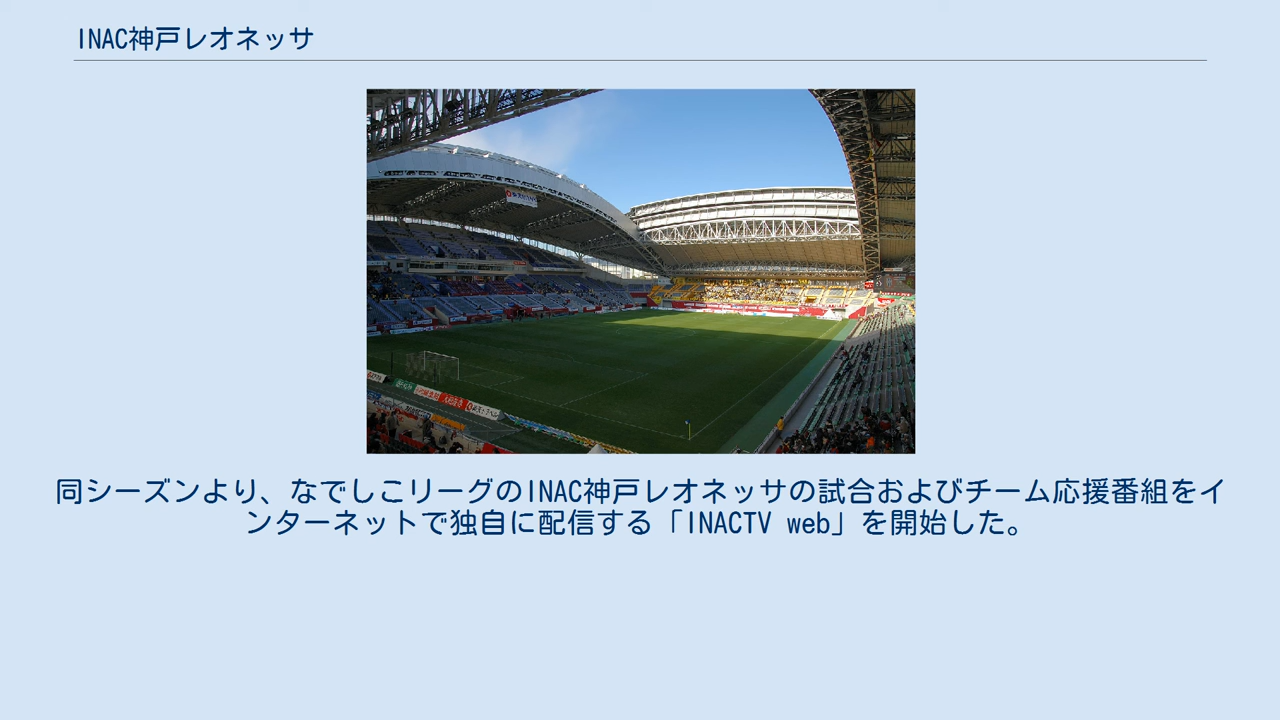 INAC神戸レオネッサ
同シーズンより、なでしこリーグのINAC神戸レオネッサの試合およびチーム応援番組をイ
ンターネットで独自に配信する「INACTV web」を開始した。